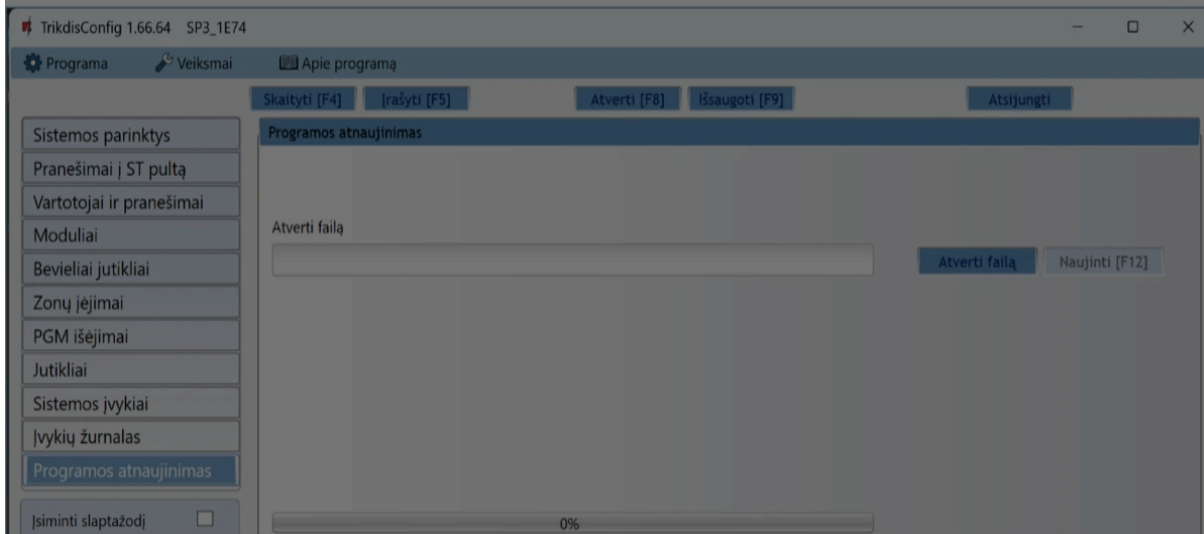 TrikdisConfig 1.66.64 SP3_1E74
Programa Veiksmai Apie programą
Skaityti [F4] Įrašyti [F5] Atverti [F8] Išsaugoti [F9] Atsijungti
Sistemos parinktys
Pranešimai į ST pultą
Vartotojai ir pranešimai
Moduliai
Bevieliai jutikliai
Zonų įėjimai
PGM išėjimai
Jutikliai
Sistemos įvykiai
Įvykių žurnalas
Programos atnaujinimas
Įsiminti slaptažodį
Programos atnaujinimas
Atverti failą
Atverti failą Naujinti [F12]
0%